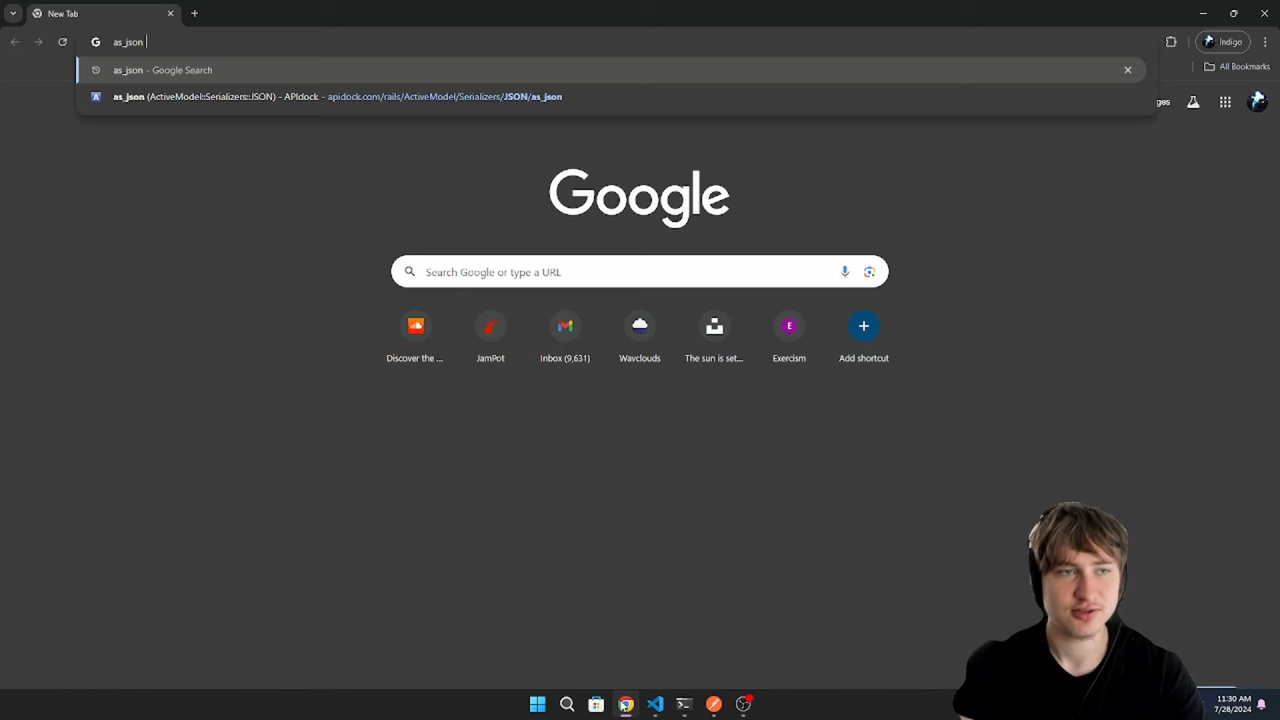 New Tab
as_json
Indigo
as_json - Google Search
All Bookmarks
as_json (ActiveModel::Serializers::JSON) - APIdock - apidock.com/rails/ActiveModel/Serializers/JSON/as_json
ges
Google
Search Google or type a URL
E
Discover the ...
JamPot
Inbox (9,631)
Wavclouds
The sun is set...
Exercism
Add shortcut
11:30 AM
7/28/2024